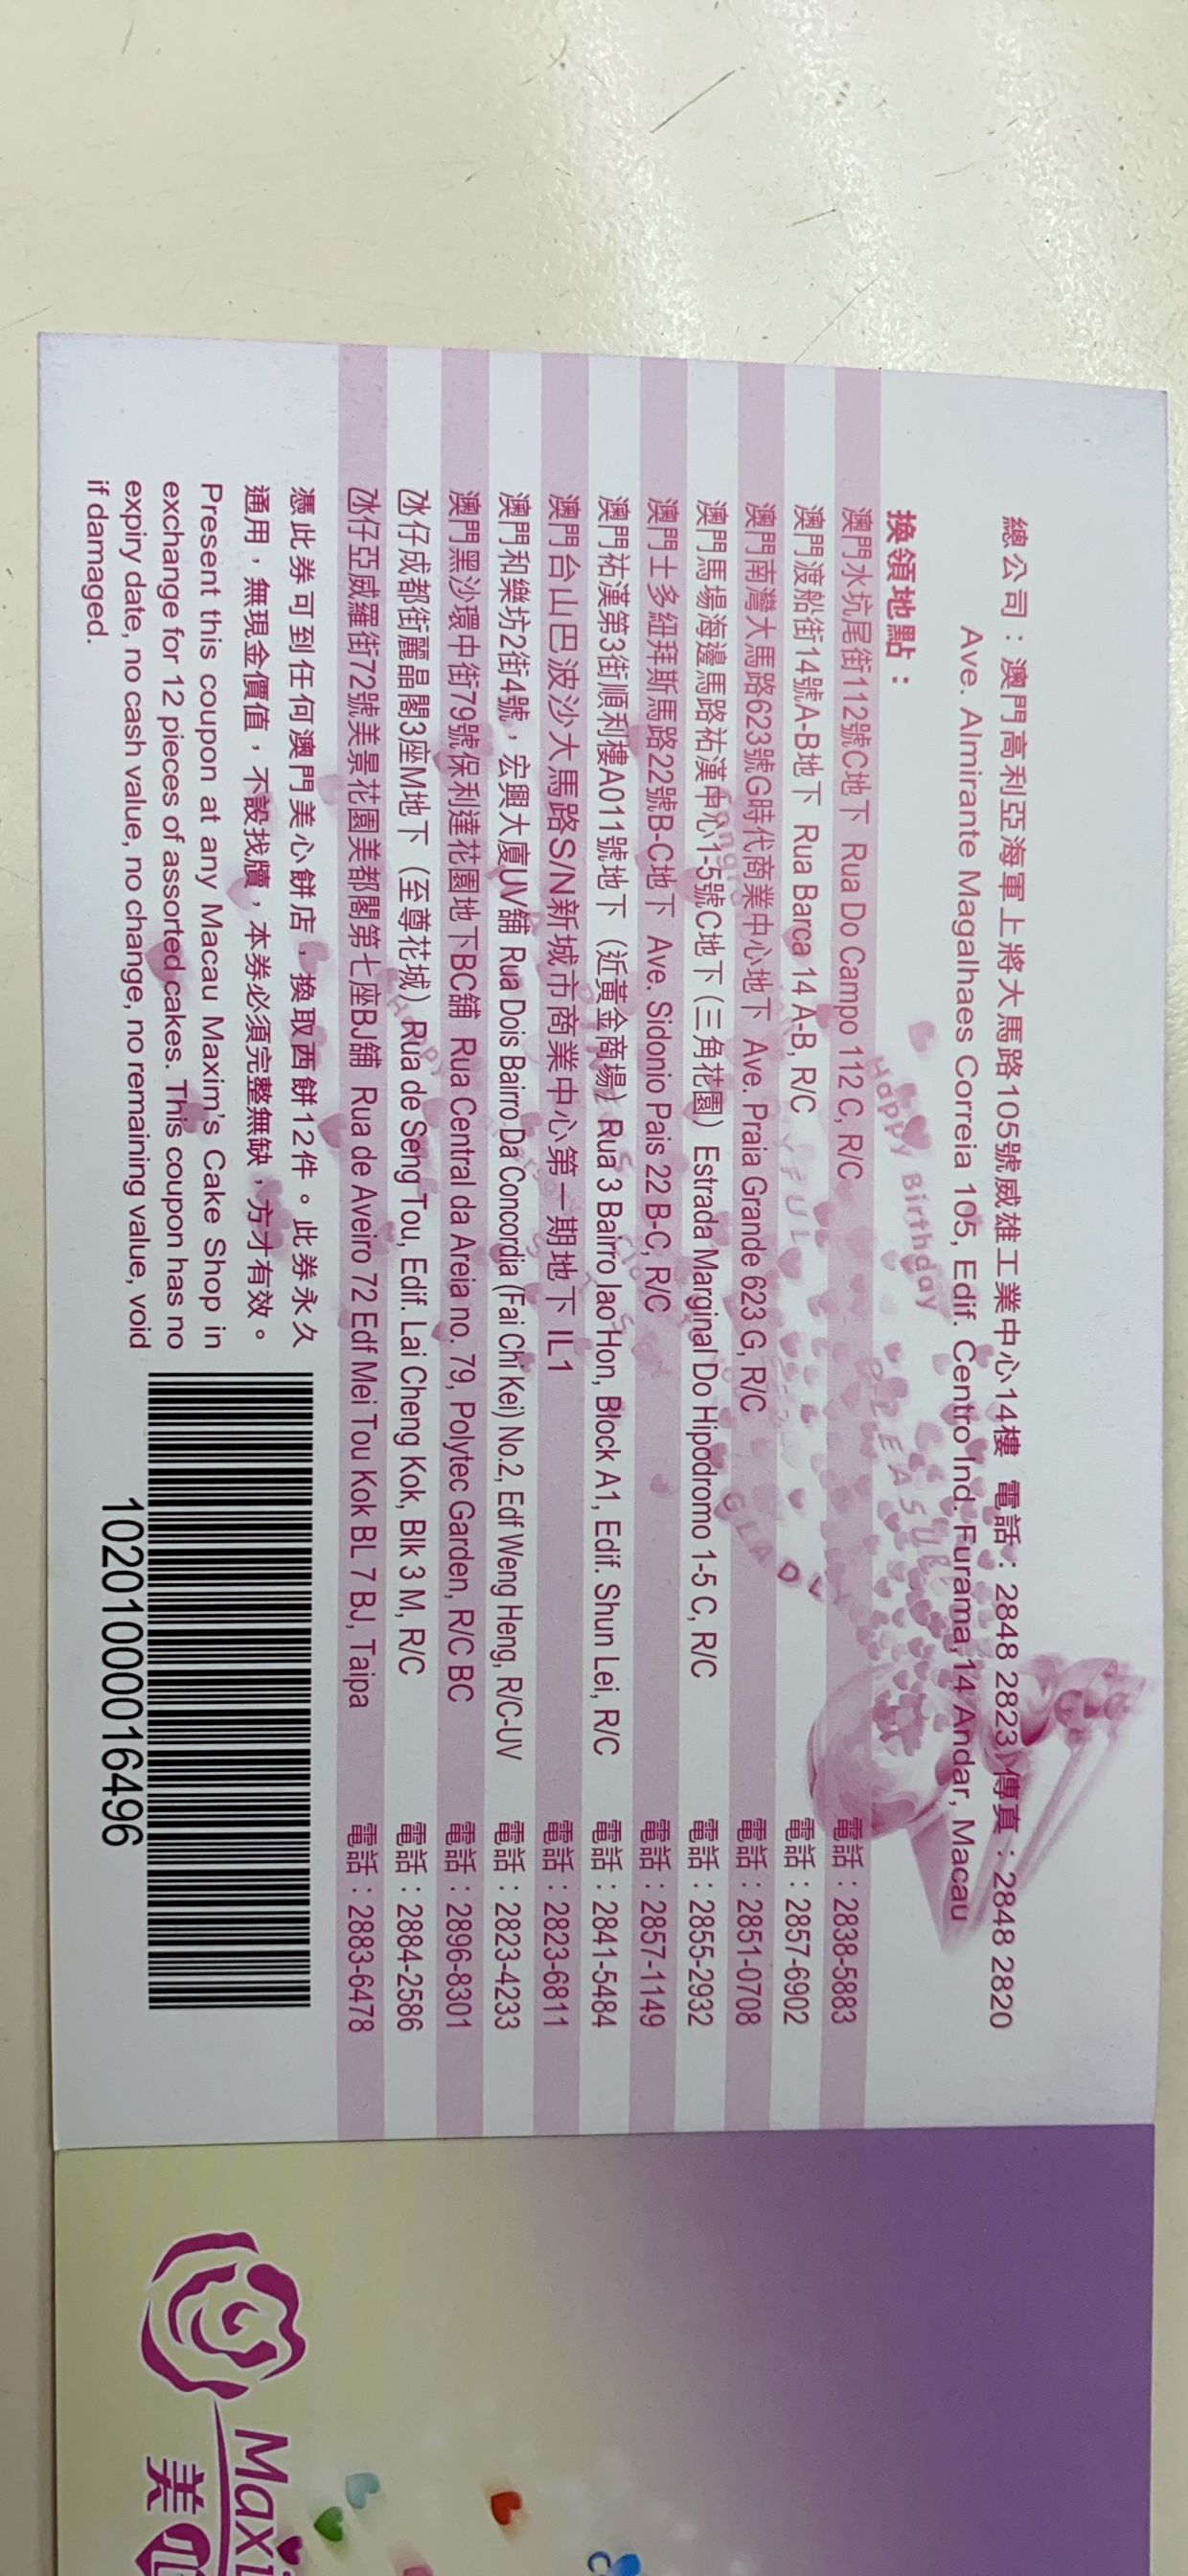 總公司：澳門高利亞海軍上將大馬路105號威雄工業中心14樓 電話：2848 2823 傳真：2848 2820
Ave. Almirante Magalhaes Correia 105, Edif. Centro Ind. Furama, 14 Andar, Macau
換領地點：
澳門水坑尾街112號C地下 Rua Do Campo 112 C, R/C 電話：2838-5883
澳門渡船街14號A-B地下 Rua Barca 14 A-B, R/C 電話：2857-6902
澳門南灣大馬路623號G時代商業中心地下 Ave. Praia Grande 623 G, R/C 電話：2851-0708
澳門馬場海邊馬路祐漢中心1-5號C地下（三角花園）Estrada Marginal Do Hipodromo 1-5 C, R/C 電話：2855-2932
澳門士多紐拜斯馬路22號B-C地下 Ave. Sidonio Pais 22 B-C, R/C 電話：2857-1149
澳門祐漢第3街順利樓A011號地下（近黃金商場）Rua 3 Bairro Iao Hon, Block A1, Edif. Shun Lei, R/C 電話：2841-5484
澳門台山巴波沙大馬路S/N新城市商業中心第一期地下 IL1 電話：2823-6811
澳門和樂坊2街4號，宏興大廈UV舖 Rua Dois Bairro Da Concordia (Fai Chi Kei) No.2, Edf Weng Heng, R/C-UV 電話：2823-4233
澳門黑沙環中街79號保利達花園地下BC舖 Rua Central da Areia no. 79, Polytec Garden, R/C BC 電話：2896-8301
氹仔成都街麗晶閣3座M地下（至尊花城）Rua de Seng Tou, Edif. Lai Cheng Kok, Blk 3 M, R/C 電話：2884-2586
氹仔亞威羅街72號美景花園美都閣第七座BJ舖 Rua de Aveiro 72 Edf Mei Tou Kok BL 7 BJ, Taipa 電話：2883-6478
憑此券可到任何澳門美心餅店，換取西餅12件。此券永久
通用，無現金價值，不設找贖，本券必須完整無缺，方才有效。
Present this coupon at any Macau Maxim's Cake Shop in
exchange for 12 pieces of assorted cakes. This coupon has no
expiry date, no cash value, no change, no remaining value, void
if damaged.
1020100001 6496
Happy Birthday
PLEASU
GLAD
Maxi
美心